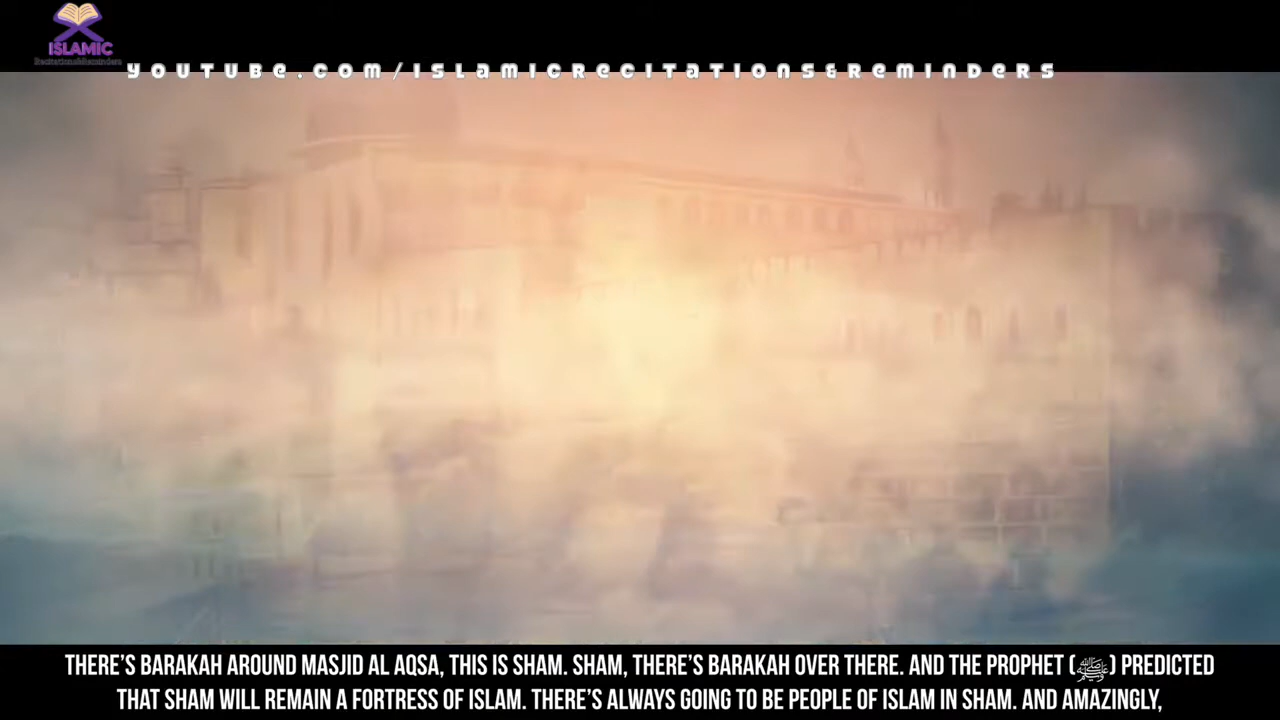 ISLAMIC
Recitations&Reminders
YOUTUBE.COM/ISLAMICRECITATIONS&REMINDERS
THERE'S BARAKAH AROUND MASJID AL AQSA, THIS IS SHAM. SHAM, THERE'S BARAKAH OVER THERE. AND THE PROPHET (ﷺ) PREDICTED
THAT SHAM WILL REMAIN A FORTRESS OF ISLAM. THERE'S ALWAYS GOING TO BE PEOPLE OF ISLAM IN SHAM. AND AMAZINGLY,